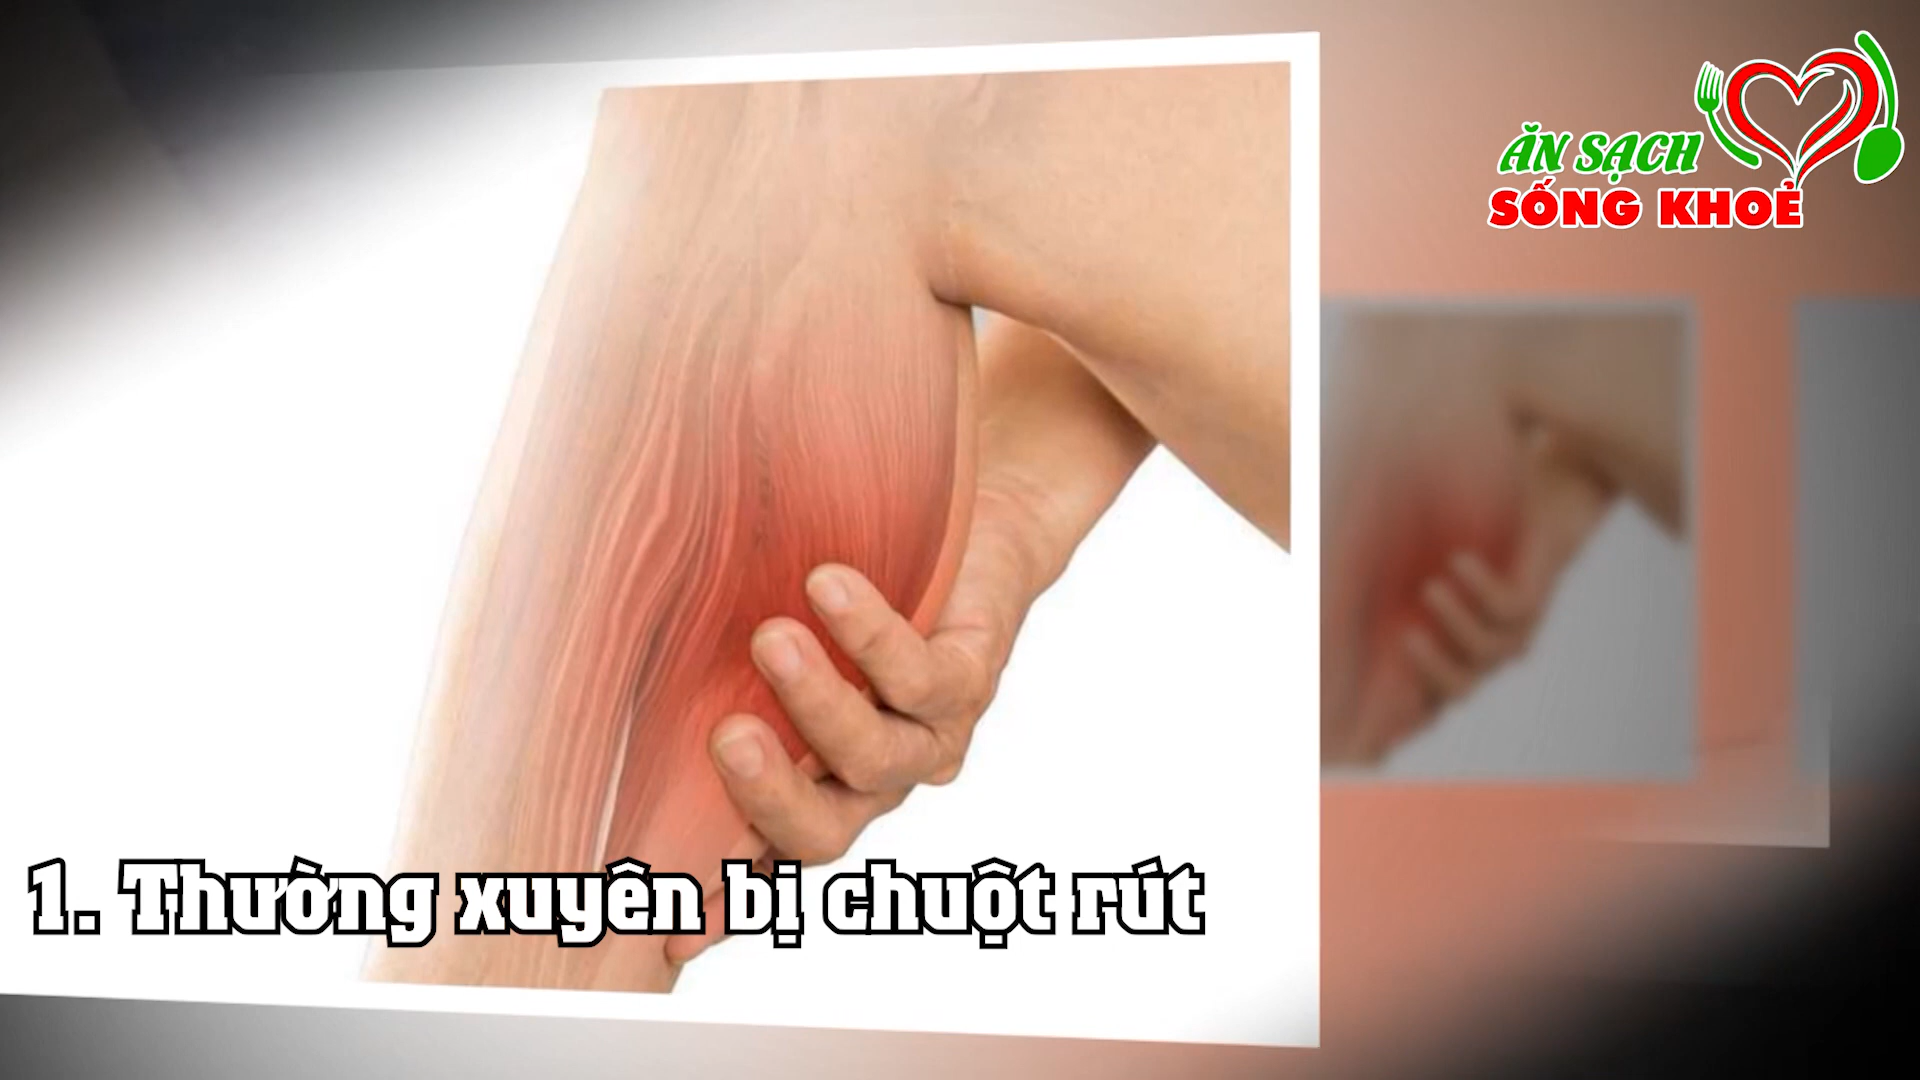 ĂN SẠCH
SỐNG KHOẺ
1. Thường xuyên bị chuột rút